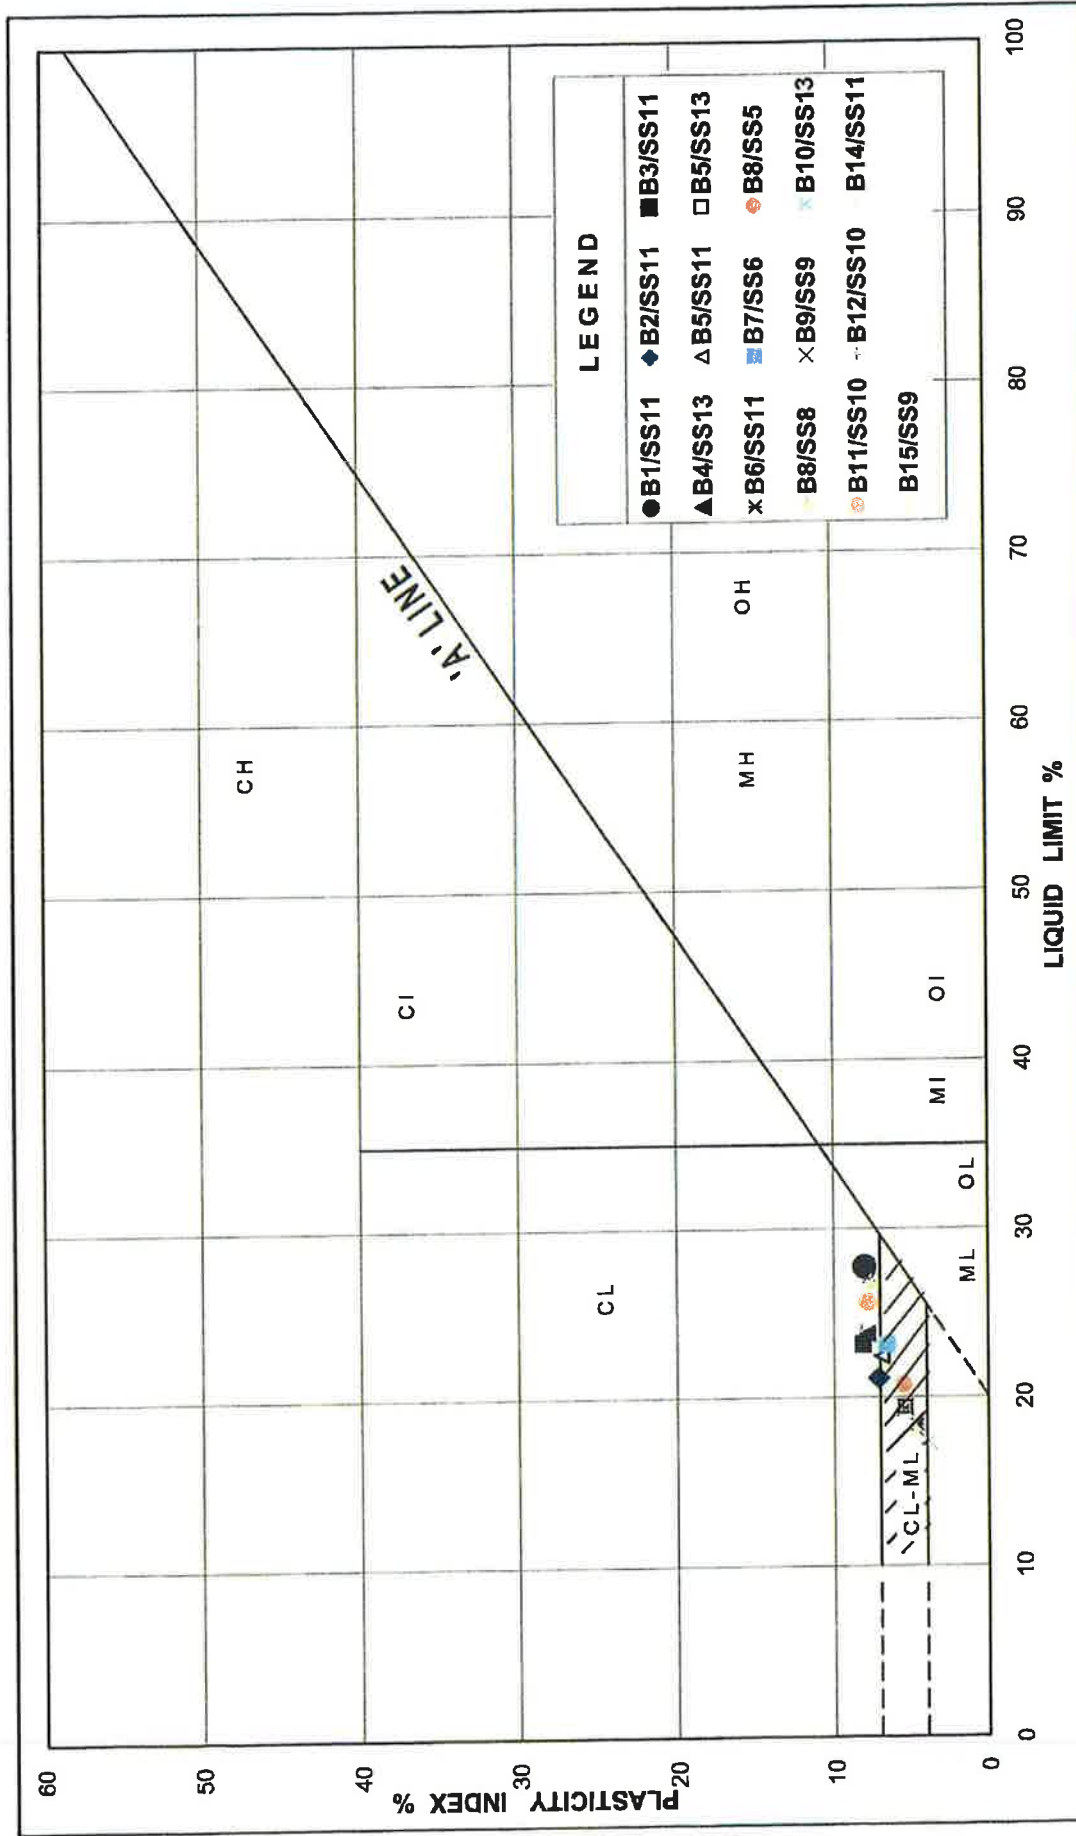 PLASTICITY INDEX %
60
50
40
30
20
10
0
0
10
20
30
40
50
60
70
80
90
100
LIQUID LIMIT %
'A' LINE
CH
CI
CL
CL-ML
ML
OL
MI
OI
MH
OH
LEGEND
B1/SS11 B2/SS11 B3/SS11
B4/SS13 B5/SS11 B5/SS13
B6/SS11 B7/SS6 B8/SS5
B8/SS8 B9/SS9 B10/SS13
B11/SS10 B12/SS10 B14/SS11
B15/SS9